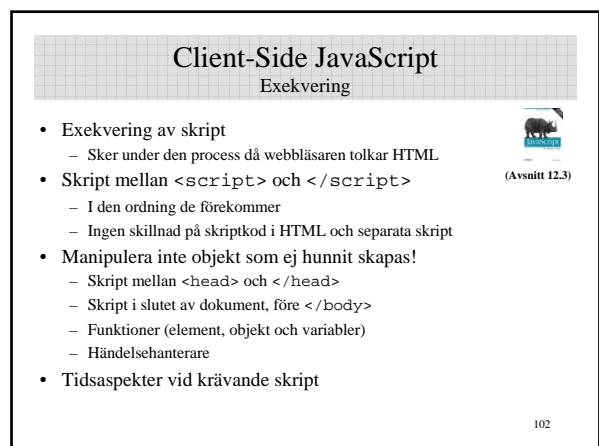 Client-Side JavaScript
Exekvering
• Exekvering av skript
– Sker under den process då webbläsaren tolkar HTML
• Skript mellan <script> och </script>
– I den ordning de förekommer
– Ingen skillnad på skriptkod i HTML och separata skript
• Manipulera inte objekt som ej hunnit skapas!
– Skript mellan <head> och </head>
– Skript i slutet av dokument, före </body>
– Funktioner (element, objekt och variabler)
– Händelsehanterare
• Tidsaspekter vid krävande skript
JavaScript
(Avsnitt 12.3)
102